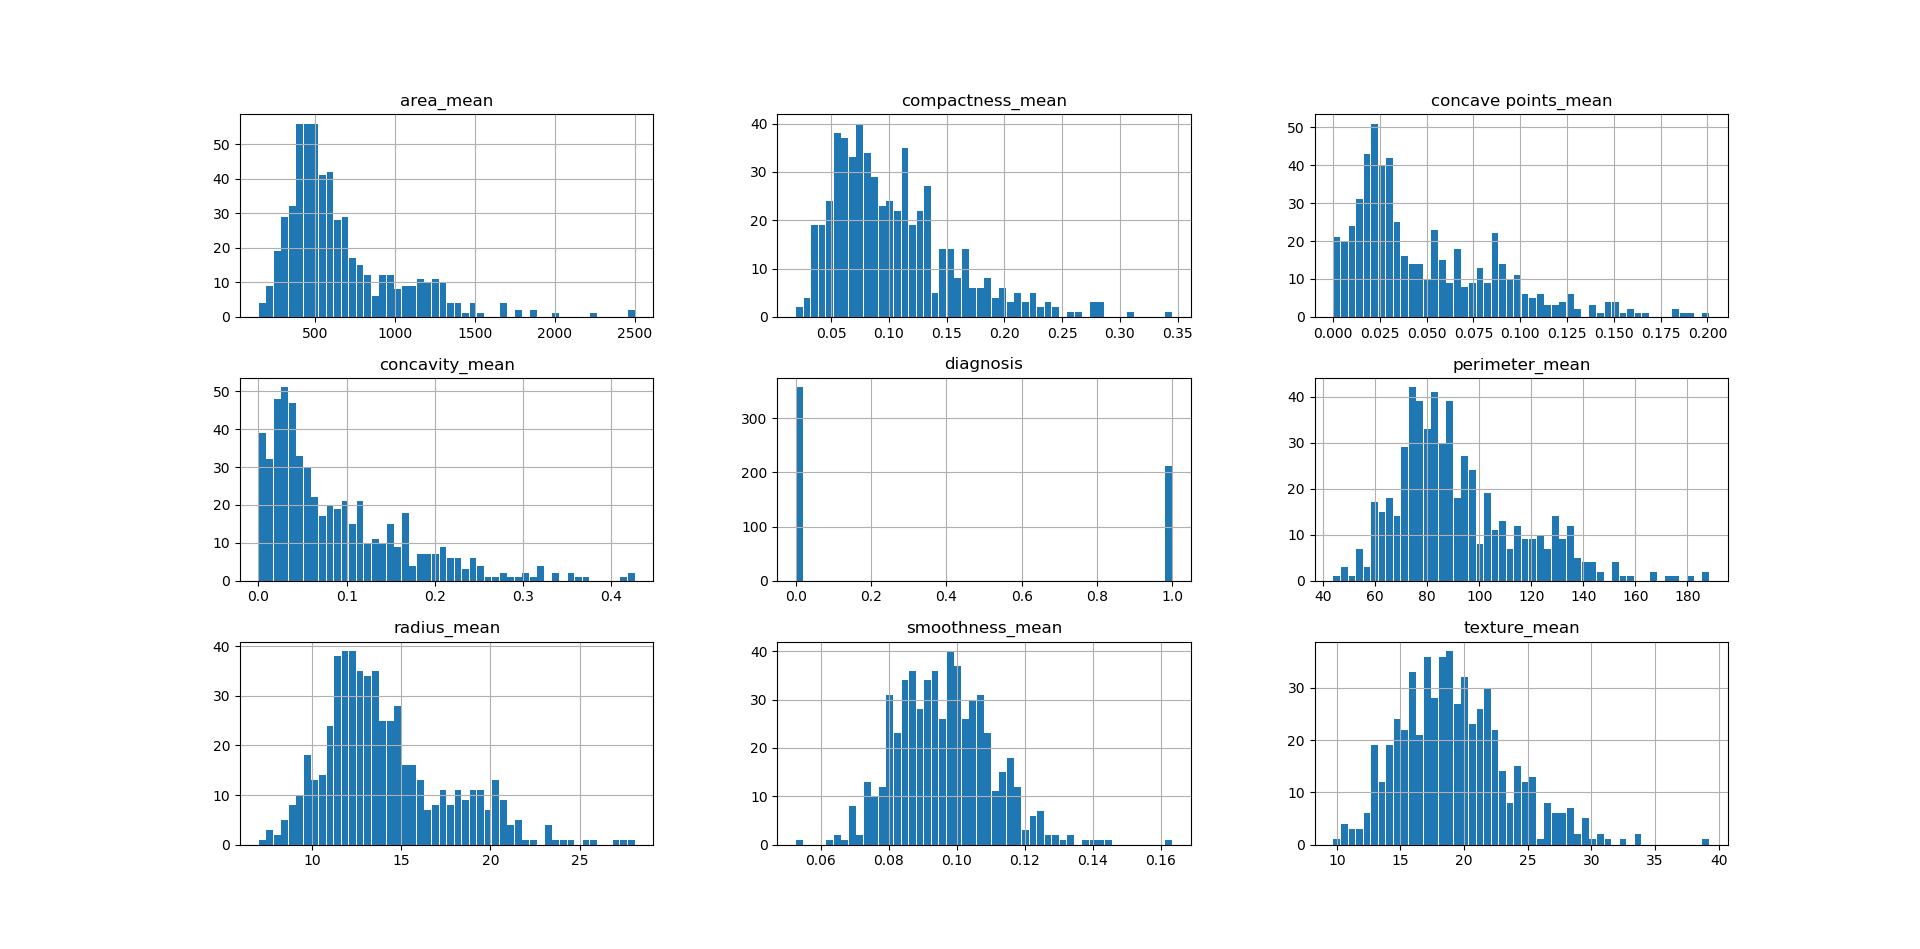 area_mean
50
40
30
20
10
0
500 1000 1500 2000 2500
compactness_mean
40
30
20
10
0
0.05 0.10 0.15 0.20 0.25 0.30 0.35
concave points_mean
50
40
30
20
10
0
0.000 0.025 0.050 0.075 0.100 0.125 0.150 0.175 0.200
concavity_mean
50
40
30
20
10
0
0.0 0.1 0.2 0.3 0.4
diagnosis
300
200
100
0
0.0 0.2 0.4 0.6 0.8 1.0
perimeter_mean
40
30
20
10
0
40 60 80 100 120 140 160 180
radius_mean
40
30
20
10
0
10 15 20 25
smoothness_mean
40
30
20
10
0
0.06 0.08 0.10 0.12 0.14 0.16
texture_mean
30
20
10
0
10 15 20 25 30 35 40